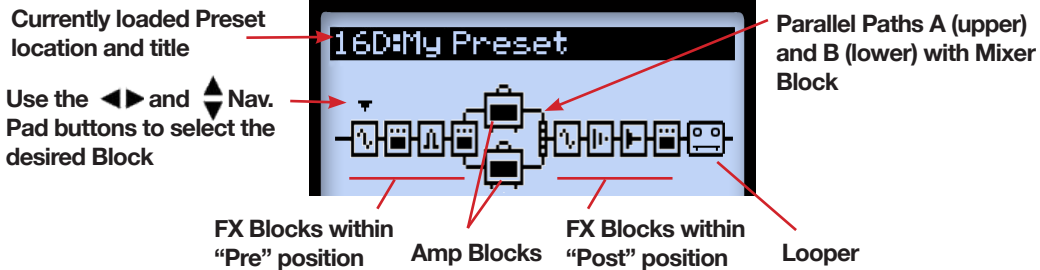 Currently loaded Preset
location and title
16D:My Preset
Parallel Paths A (upper)
and B (lower) with Mixer
Block
Use the ◀▶ and ▲▼ Nav.
Pad buttons to select the
desired Block
FX Blocks within
“Pre” position
Amp Blocks
FX Blocks within
“Post” position
Looper